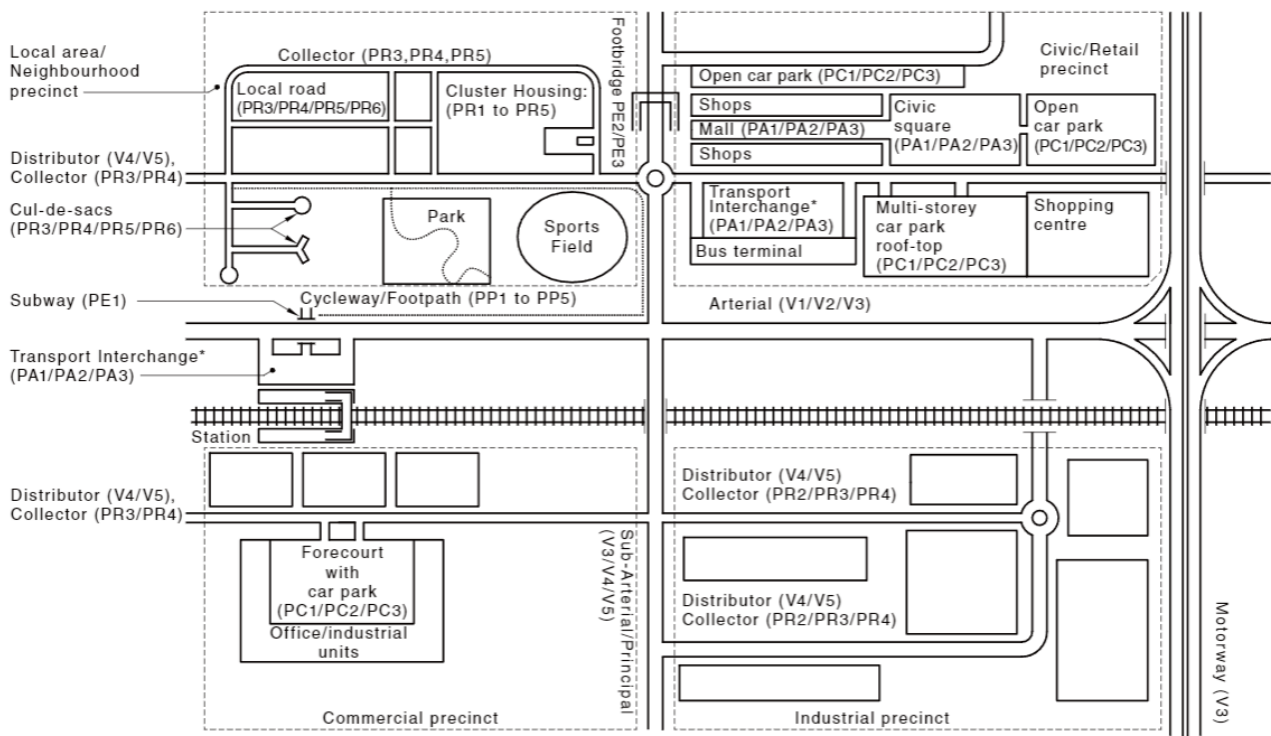 Local area/
Neighbourhood
precinct
Collector (PR3,PR4,PR5)
Local road
(PR3/PR4/PR5/PR6)
Cluster Housing:
(PR1 to PR5)
Footbridge PE2/PE3
Civic/Retail
precinct
Open car park (PC1/PC2/PC3)
Shops
Mall (PA1/PA2/PA3)
Shops
Civic
square
(PA1/PA2/PA3)
Open
car park
(PC1/PC2/PC3)
Distributor (V4/V5),
Collector (PR3/PR4)
Cul-de-sacs
(PR3/PR4/PR5/PR6)
Park
Sports
Field
Transport
Interchange*
(PA1/PA2/PA3)
Bus terminal
Multi-storey
car park
roof-top
(PC1/PC2/PC3)
Shopping
centre
Subway (PE1)
Cycleway/Footpath (PP1 to PP5)
Arterial (V1/V2/V3)
Transport Interchange*
(PA1/PA2/PA3)
Station
Distributor (V4/V5),
Collector (PR3/PR4)
Distributor (V4/V5)
Collector (PR2/PR3/PR4)
Forecourt
with
car park
(PC1/PC2/PC3)
Office/industrial
units
Sub-Arterial/Principal
(V3/V4/V5)
Distributor (V4/V5)
Collector (PR2/PR3/PR4)
Motorway (V3)
Commercial precinct
Industrial precinct